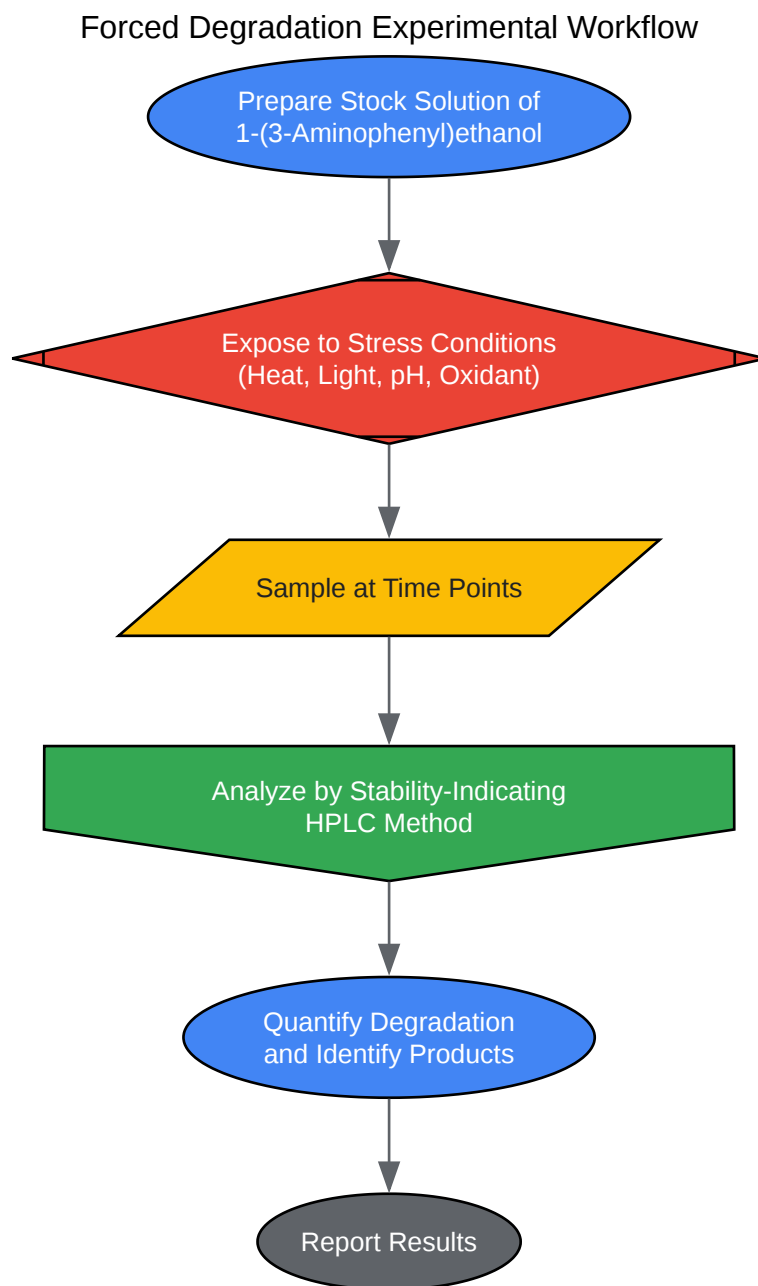 Forced Degradation Experimental Workflow
Prepare Stock Solution of
1-(3-Aminophenyl)ethanol
Expose to Stress Conditions
(Heat, Light, pH, Oxidant)
Sample at Time Points
Analyze by Stability-Indicating
HPLC Method
Quantify Degradation
and Identify Products
Report Results